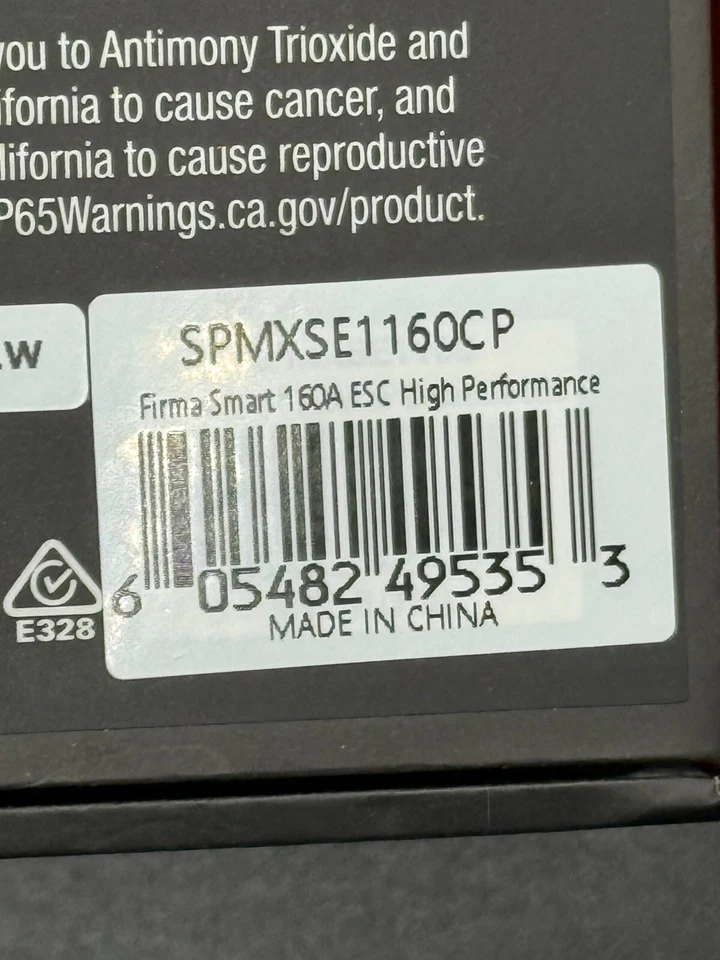 you to Antimony Trioxide and
ifornia to cause cancer, and
lifornia to cause reproductive
P65Warnings.ca.gov/product.
.w
SPMXSE1160CP
Firma Smart 160A ESC High Performance
6 05482 49535 3
MADE IN CHINA
E328